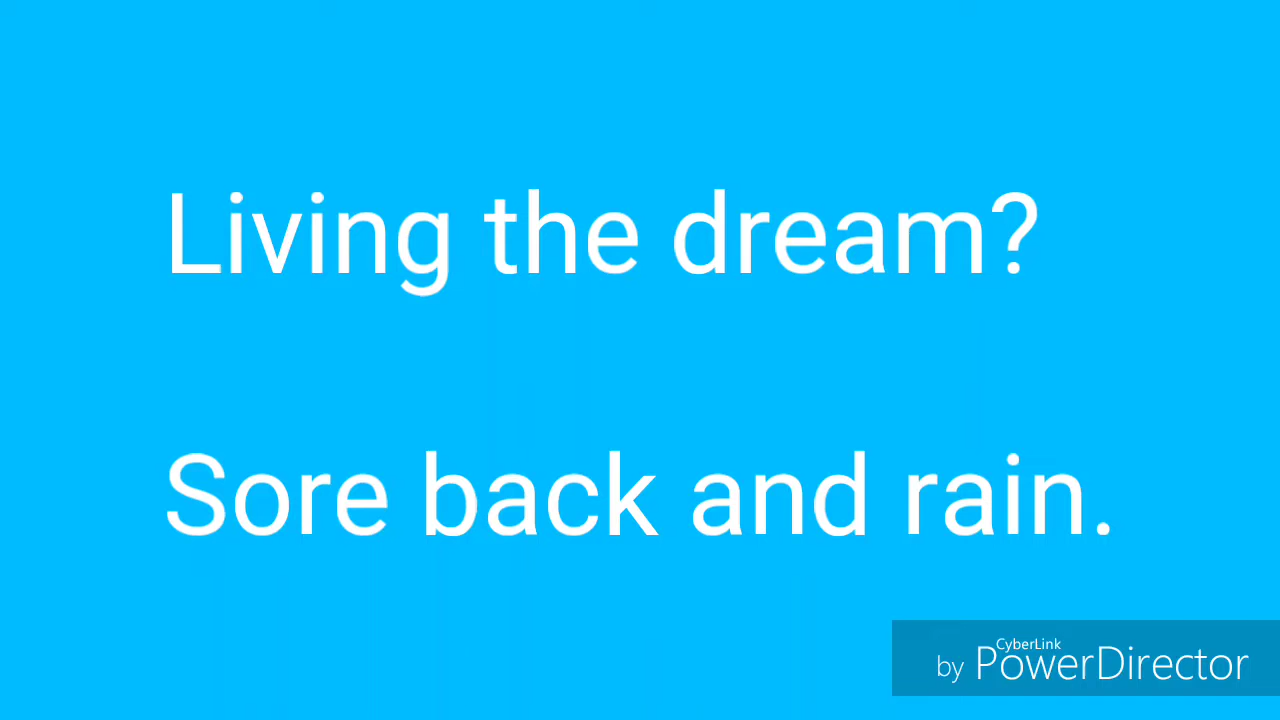 Living the dream?
Sore back and rain.
CyberLink
by PowerDirector